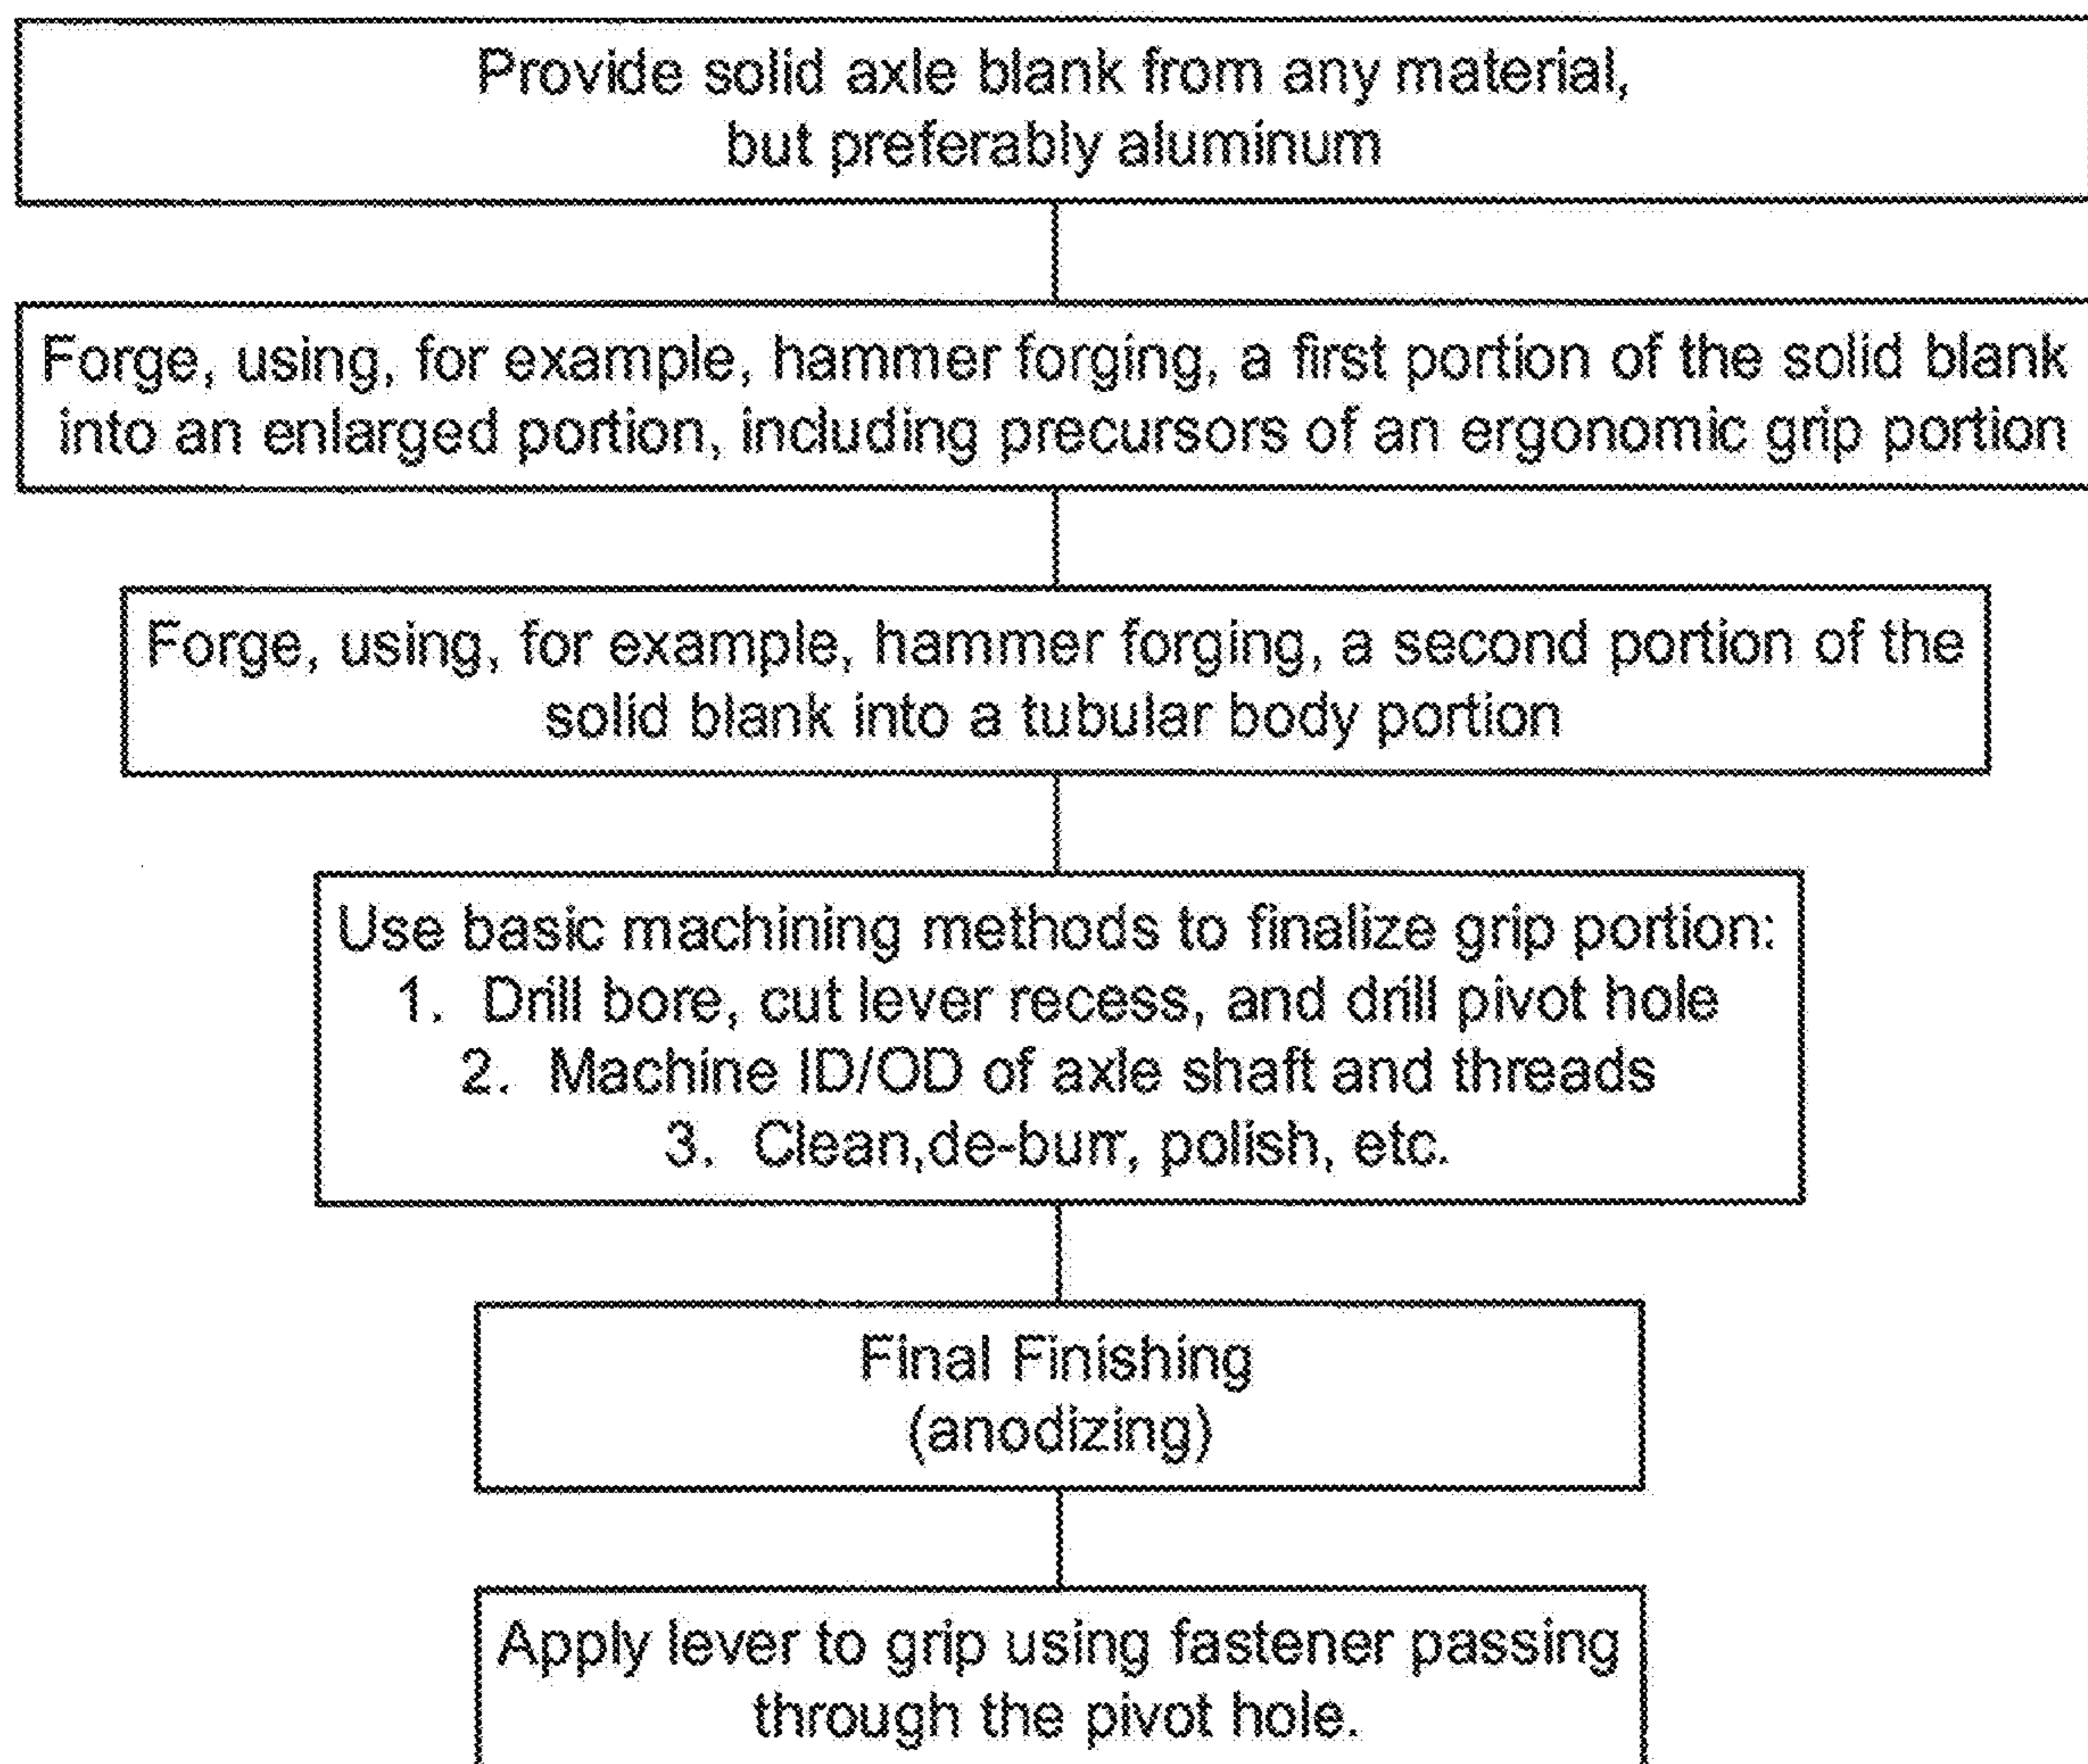 Provide solid axle blank from any material,
but preferably aluminum
Forge, using, for example, hammer forging, a first portion of the solid blank
into an enlarged portion, including precursors of an ergonomic grip portion
Forge, using, for example, hammer forging, a second portion of the
solid blank into a tubular body portion
Use basic machining methods to finalize grip portion:
1. Drill bore, cut lever recess, and drill pivot hole
2. Machine ID/OD of axle shaft and threads
3. Clean,de-burr, polish, etc.
Final Finishing
(anodizing)
Apply lever to grip using fastener passing
through the pivot hole.